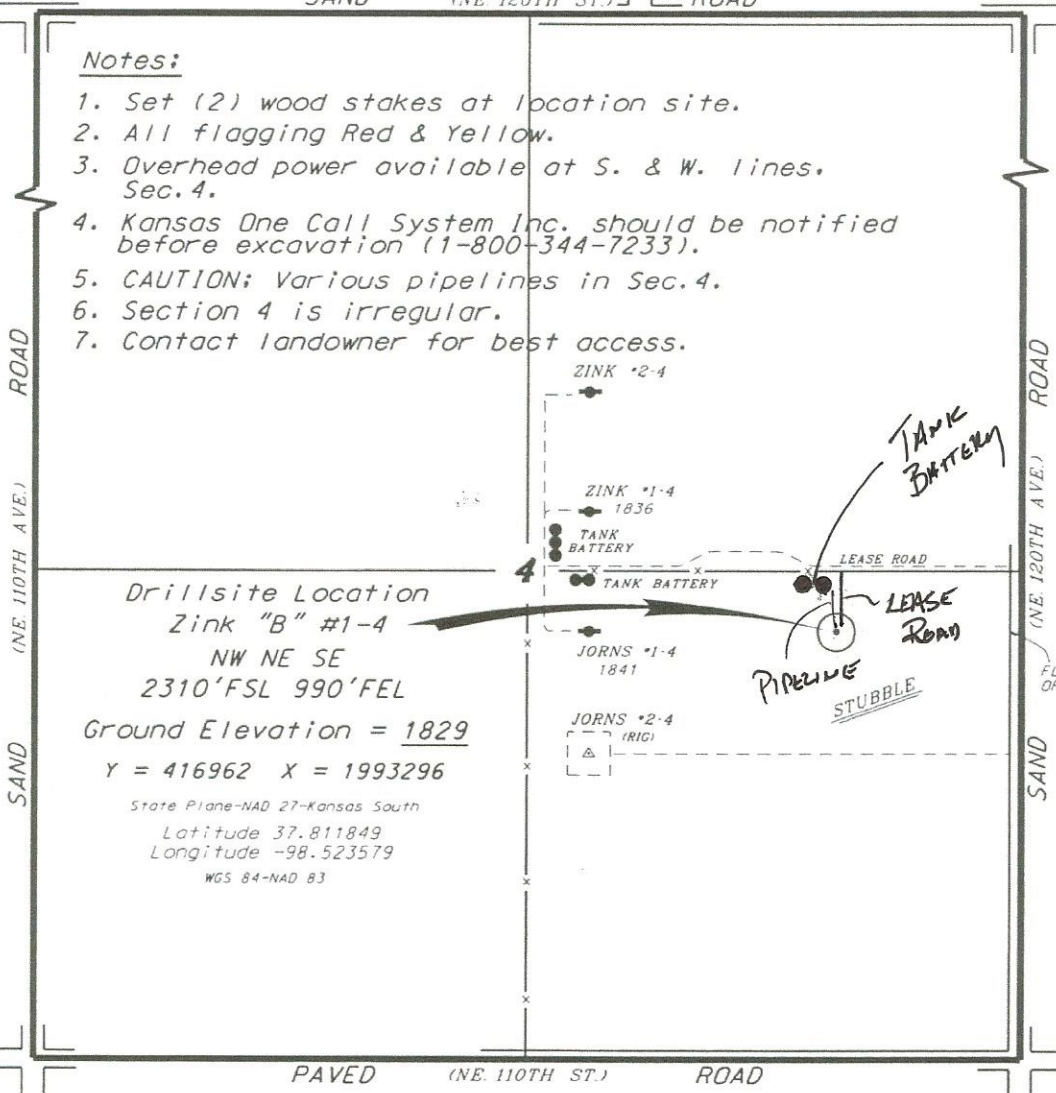 SAND (NE 120TH ST.) ROAD
Notes:
1. Set (2) wood stakes at location site.
2. All flagging Red & Yellow.
3. Overhead power available at S. & W. lines.
Sec. 4.
4. Kansas One Call System Inc. should be notified
before excavation (1-800-344-7233).
5. CAUTION: Various pipelines in Sec. 4.
6. Section 4 is irregular.
7. Contact landowner for best access.
ROAD
(NE. 110TH AVE.)
SAND
ROAD
(NE. 120TH AVE.)
SAND
ZINK #2-4
TANK
BATTERY
ZINK #1-4
1836
TANK
BATTERY
LEASE ROAD
4
TANK BATTERY
LEASE
ROAD
Drillsite Location
Zink "B" #1-4
NW NE SE
2310'FSL 990'FEL
JORNS #1-4
1841
PIPELINE
STUBBLE
Ground Elevation = 1829
Y = 416962 X = 1993296
JORNS #2-4
(RIG)
State Plane-NAD 27-Kansas South
Latitude 37.811849
Longitude -98.523579
WGS 84-NAD 83
PAVED (NE. 110TH ST.) ROAD